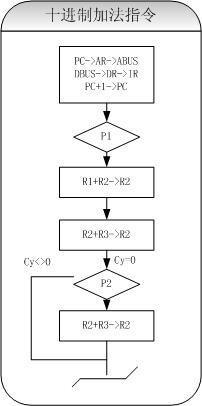 十进制加法指令
PC->AR->ABUS
DBUS->DR->IR
PC+1->PC
P1
R1+R2->R2
R2+R3->R2
Cy<>0
Cy=0
P2
R2+R3->R2